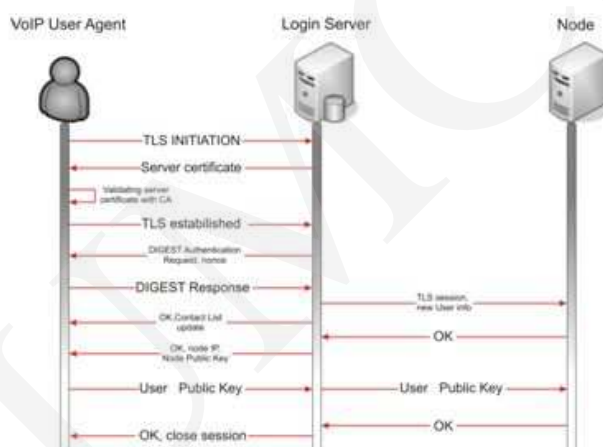 VoIP User Agent
Login Server
Node
TLS INITIATION
Server certificate
Validating server
certificate with CA
TLS estabilished
DIGEST Authentication
Request, nonce
DIGEST Response
TLS session,
new User info
OK,Contact List
update
OK
OK, node IP,
Node Public Key
User Public Key
User Public Key
OK
OK, close session